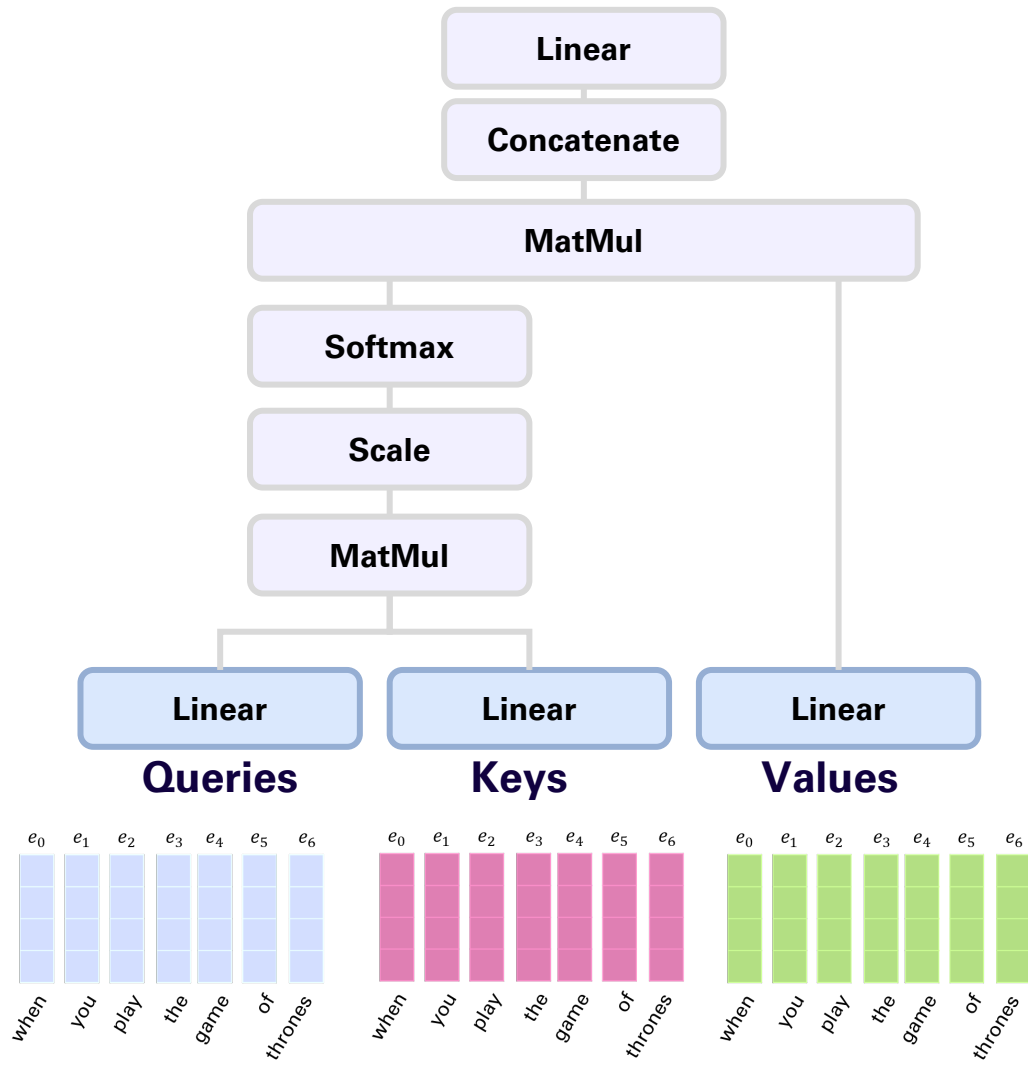 Linear
Concatenate
MatMul
Softmax
Scale
MatMul
Linear Linear Linear
Queries Keys Values
e₀ e₁ e₂ e₃ e₄ e₅ e₆ e₀ e₁ e₂ e₃ e₄ e₅ e₆ e₀ e₁ e₂ e₃ e₄ e₅ e₆
when you play the game of thrones when you play the game of thrones when you play the game of thrones